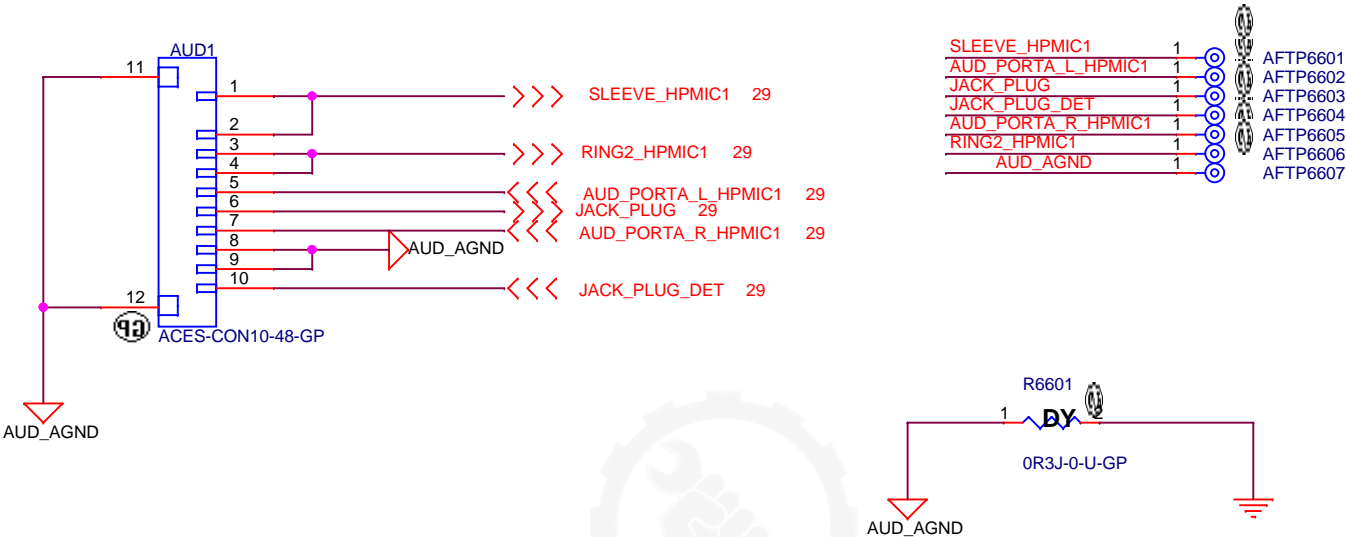 AUD1
11
1
SLEEVE_HPMIC1 29
2
3
RING2_HPMIC1 29
4
5
AUD_PORTA_L_HPMIC1 29
6
JACK_PLUG 29
7
AUD_PORTA_R_HPMIC1 29
8
AUD_AGND
9
10
JACK_PLUG_DET 29
12
GP
ACES-CON10-48-GP
AUD_AGND
SLEEVE_HPMIC1 1 AFTP6601
AUD_PORTA_L_HPMIC1 1 AFTP6602
JACK_PLUG 1 AFTP6603
JACK_PLUG_DET 1 AFTP6604
AUD_PORTA_R_HPMIC1 1 AFTP6605
RING2_HPMIC1 1 AFTP6606
AUD_AGND 1 AFTP6607
R6601
1 DY 2
0R3J-0-U-GP
AUD_AGND